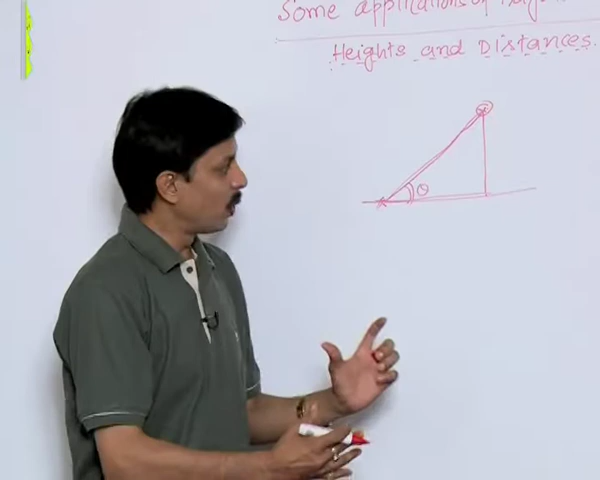 Some applications of
Heights and Distances.
θ